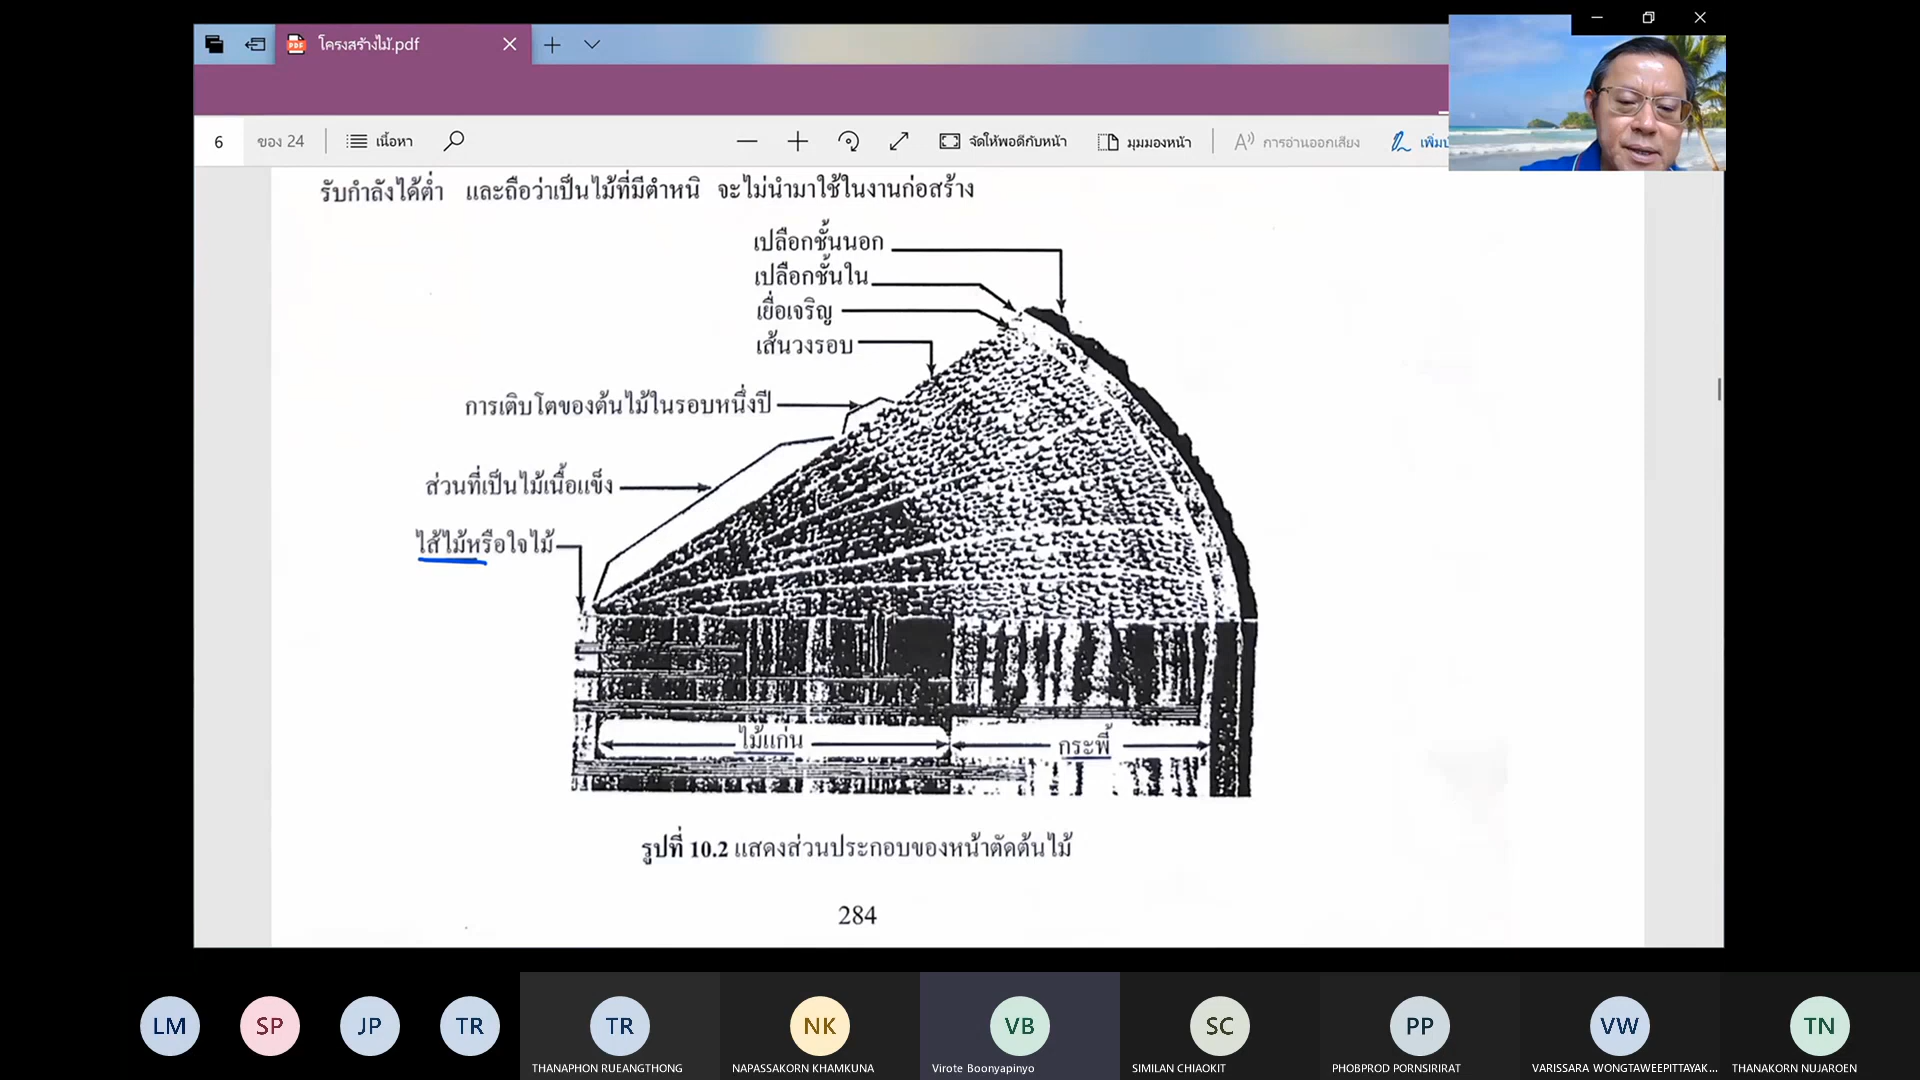 โครงสร้างไม้.pdf
6 ของ 24 เนื้อหา จัดให้พอดีกับหน้า มุมมองหน้า การอ่านออกเสียง
รับกำลังได้ต่ำ และถือว่าเป็นไม้ที่มีตำหนิ จะไม่นำมาใช้ในงานก่อสร้าง
เปลือกชั้นนอก
เปลือกชั้นใน
เยื่อเจริญ
เส้นวงรอบ
การเติบโตของต้นไม้ในรอบหนึ่งปี
ส่วนที่เป็นไม้เนื้อแข็ง
ไส้ไม้หรือใจไม้
ไม้แก่น กระพี้
รูปที่ 10.2 แสดงส่วนประกอบของหน้าตัดต้นไม้
284
LM SP JP TR TR NK VB SC PP VW TN
THANAPHON RUEANGTHONG NAPASSAKORN KHAMKUNA Virote Boonyapinyo SIMILAN CHIAOKIT PHOBPROD PORNSIRIRAT VARISSARA WONGTAWEEPITTAYAK... THANAKORN NUJAROEN